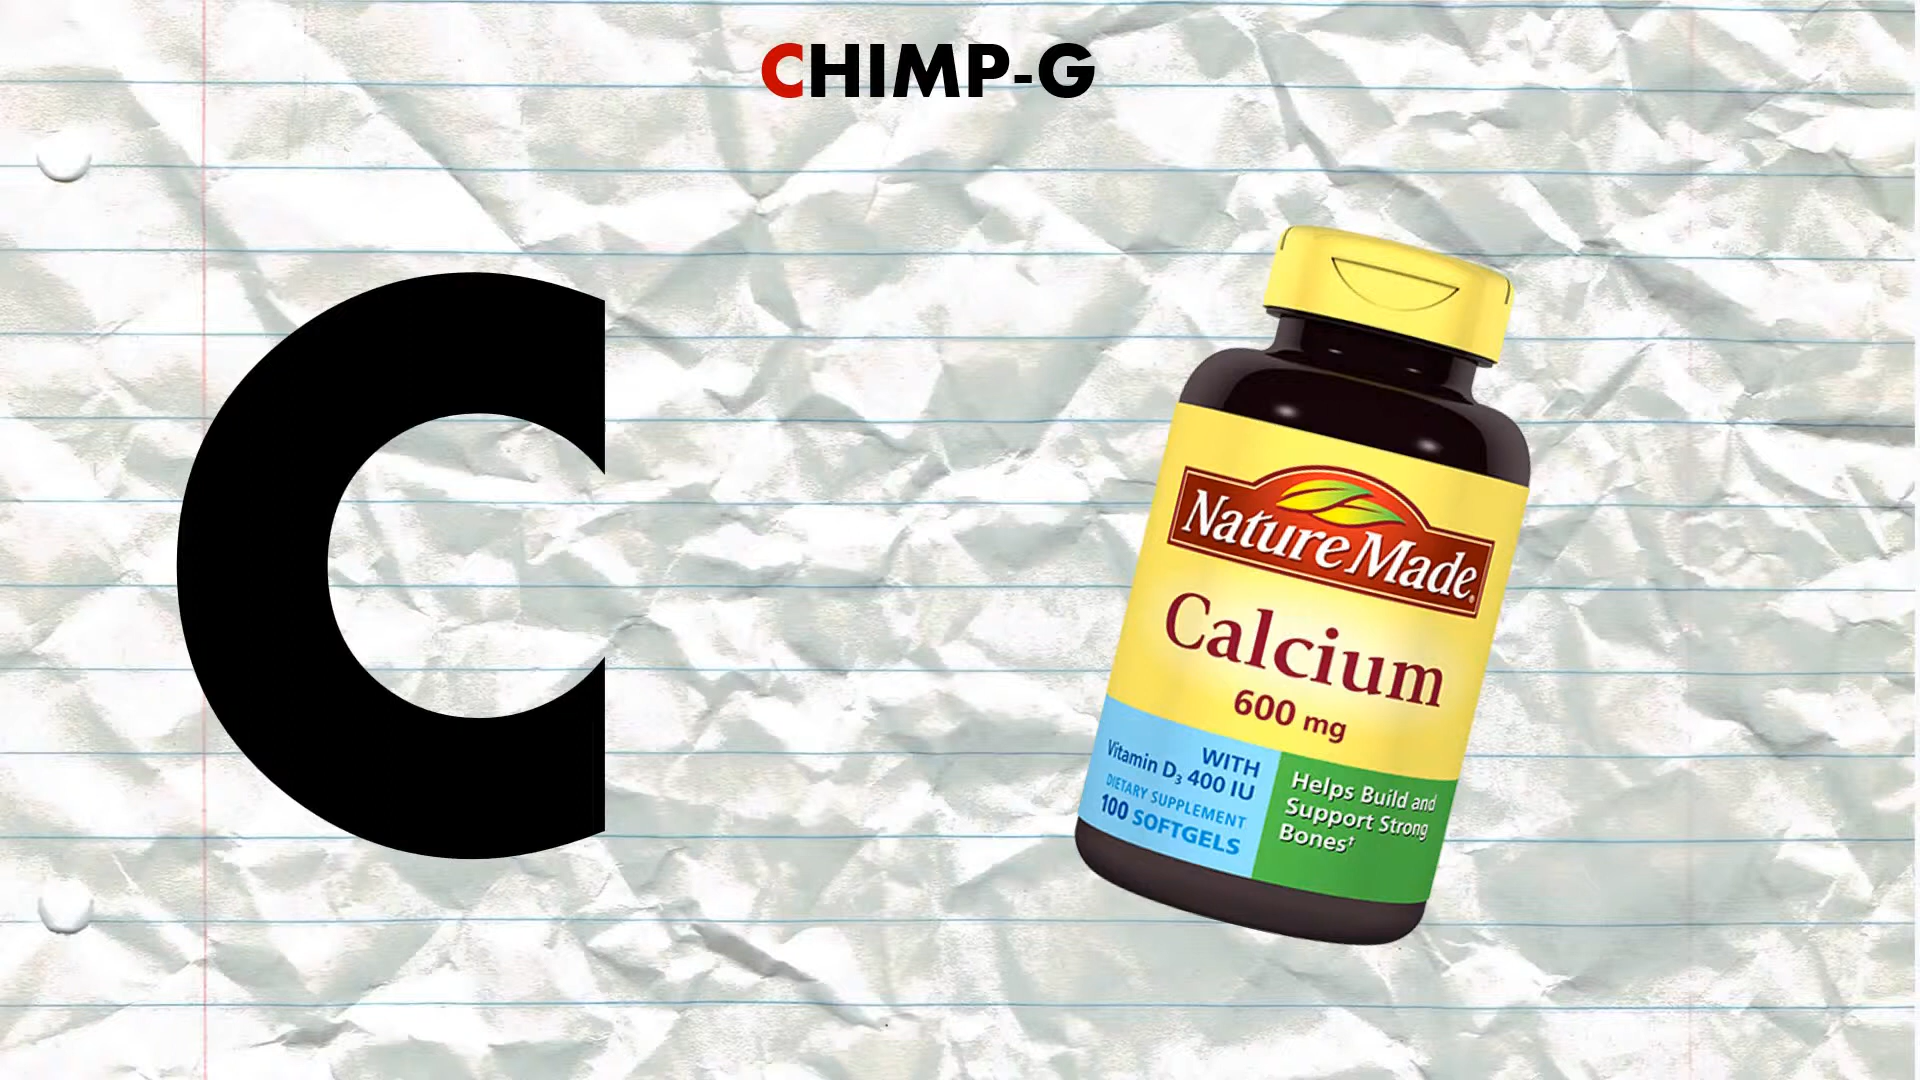 CHIMP-G
C
Nature Made
Calcium
600 mg
WITH
Vitamin D₃ 400 IU
DIETARY SUPPLEMENT
100 SOFTGELS
Helps Build and
Support Strong
Bones†